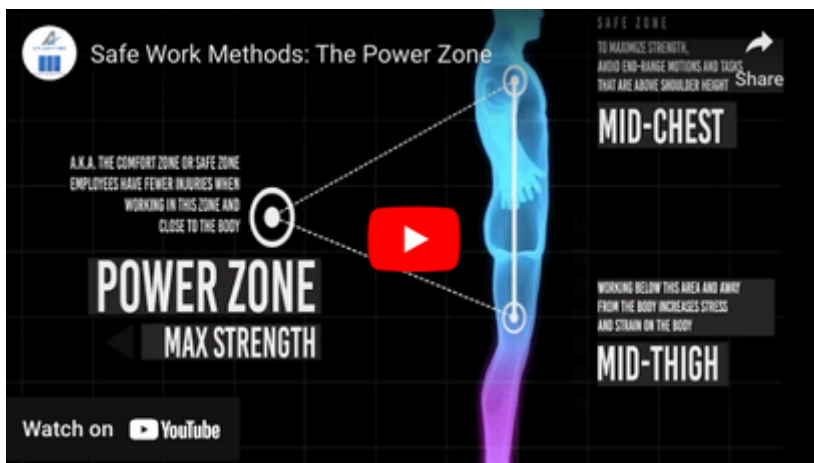 Safe Work Methods: The Power Zone
SAFE ZONE
TO MAXIMIZE STRENGTH,
AVOID END-RANGE MOTIONS AND TASKS
THAT ARE ABOVE SHOULDER HEIGHT
Share
MID-CHEST
A.K.A. THE COMFORT ZONE OR SAFE ZONE
EMPLOYEES HAVE FEWER INJURIES WHEN
WORKING IN THIS ZONE AND
CLOSE TO THE BODY
POWER ZONE
MAX STRENGTH
WORKING BELOW THIS AREA AND AWAY
FROM THE BODY INCREASES STRESS
AND STRAIN ON THE BODY
MID-THIGH
Watch on YouTube